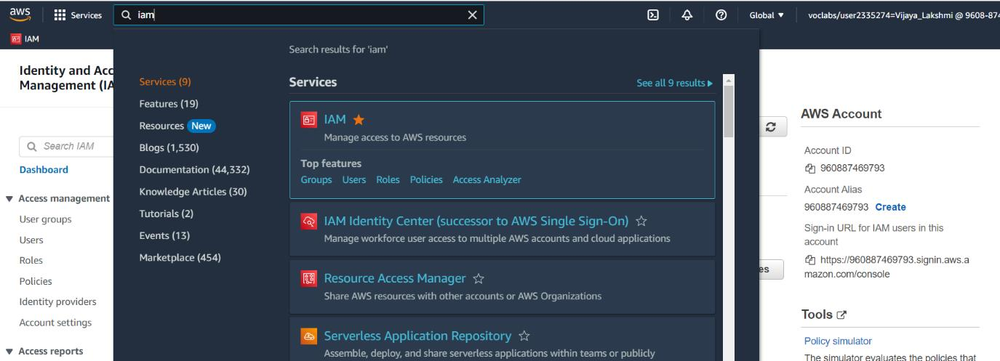 aws
Services
iam
Global
voclabs/user2335274=Vijaya_Lakshmi @ 9608-874
IAM
Identity and Acc
Management (IA
Search IAM
Dashboard
Access management
User groups
Users
Roles
Policies
Identity providers
Account settings
Access reports
Search results for 'iam'
Services (9)
Features (19)
Resources New
Blogs (1,530)
Documentation (44,332)
Knowledge Articles (30)
Tutorials (2)
Events (13)
Marketplace (454)
Services
See all 9 results
IAM
Manage access to AWS resources
Top features
Groups Users Roles Policies Access Analyzer
IAM Identity Center (successor to AWS Single Sign-On)
Manage workforce user access to multiple AWS accounts and cloud applications
Resource Access Manager
Share AWS resources with other accounts or AWS Organizations
Serverless Application Repository
Assemble, deploy, and share serverless applications within teams or publicly
es
AWS Account
Account ID
960887469793
Account Alias
960887469793 Create
Sign-in URL for IAM users in this
account
https://960887469793.signin.aws.a
mazon.com/console
Tools
Policy simulator
The simulator evaluates the policies that